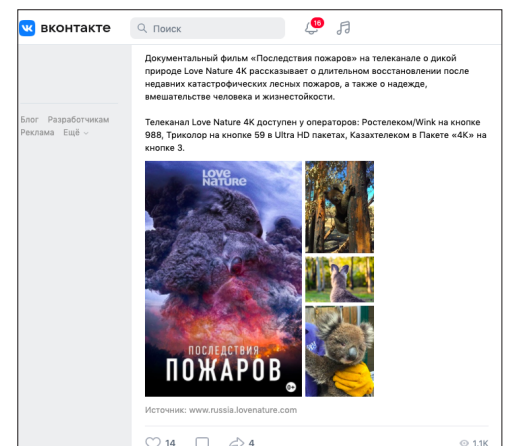 вконтакте
Поиск
16
Документальный фильм «Последствия пожаров» на телеканале о дикой
природе Love Nature 4K рассказывает о длительном восстановлении после
недавних катастрофических лесных пожаров, а также о надежде,
вмешательстве человека и жизнестойкости.
Блог Разработчикам
Реклама Ещё
Телеканал Love Nature 4K доступен у операторов: Ростелеком/Wink на кнопке
988, Триколор на кнопке 59 в Ultra HD пакетах, Казахтелеком в Пакете «4K» на
кнопке 3.
LOVE
NATURE
ПОСЛЕДСТВИЯ
ПОЖАРОВ
0+
Источник: www.russia.lovenature.com
14
4
1.1K